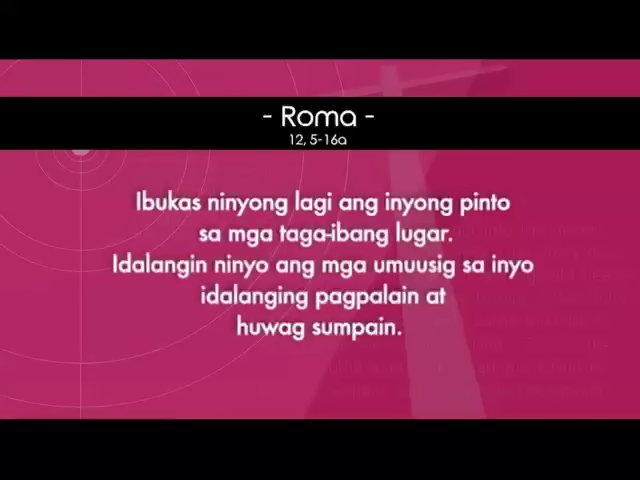 - Roma -
12, 5-16a
Ibukas ninyong lagi ang inyong pinto
sa mga taga-ibang lugar.
Idalangin ninyo ang mga umuusig sa inyo
idalanging pagpalain at
huwag sumpain.